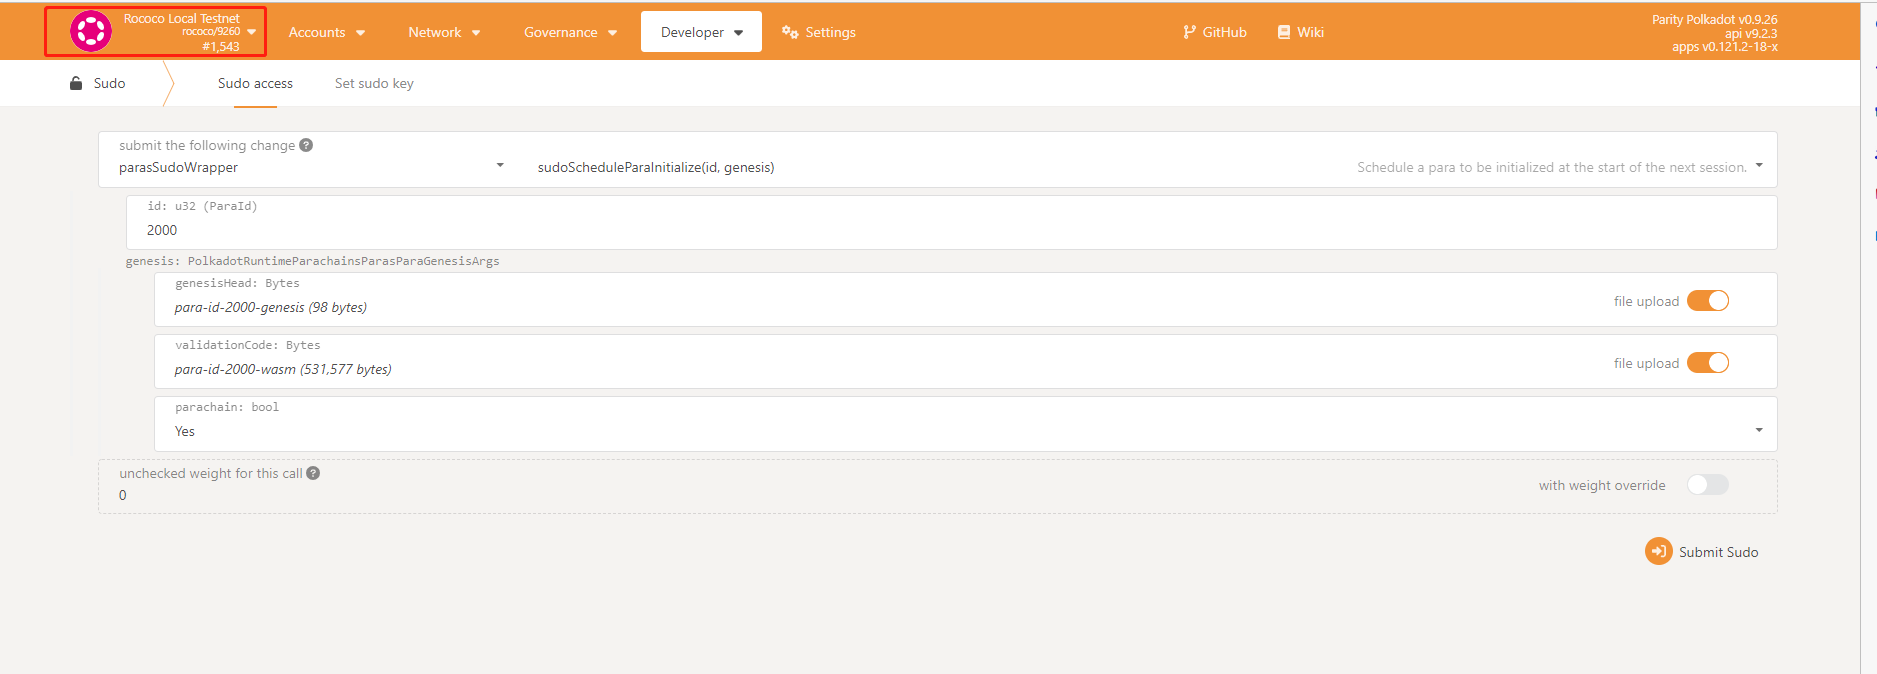 Rococo Local Testnet
rococo/9260
#1,543
Accounts
Network
Governance
Developer
Settings
GitHub
Wiki
Parity Polkadot v0.9.26
api v9.2.3
apps v0.121.2-18-x
Sudo
Sudo access
Set sudo key
submit the following change
parasSudoWrapper
sudoScheduleParaInitialize(id, genesis)
Schedule a para to be initialized at the start of the next session.
id: u32 (ParaId)
2000
genesis: PolkadotRuntimeParachainsParasParaGenesisArgs
genesisHead: Bytes
para-id-2000-genesis (98 bytes)
file upload
validationCode: Bytes
para-id-2000-wasm (531,577 bytes)
file upload
parachain: bool
Yes
unchecked weight for this call
0
with weight override
Submit Sudo